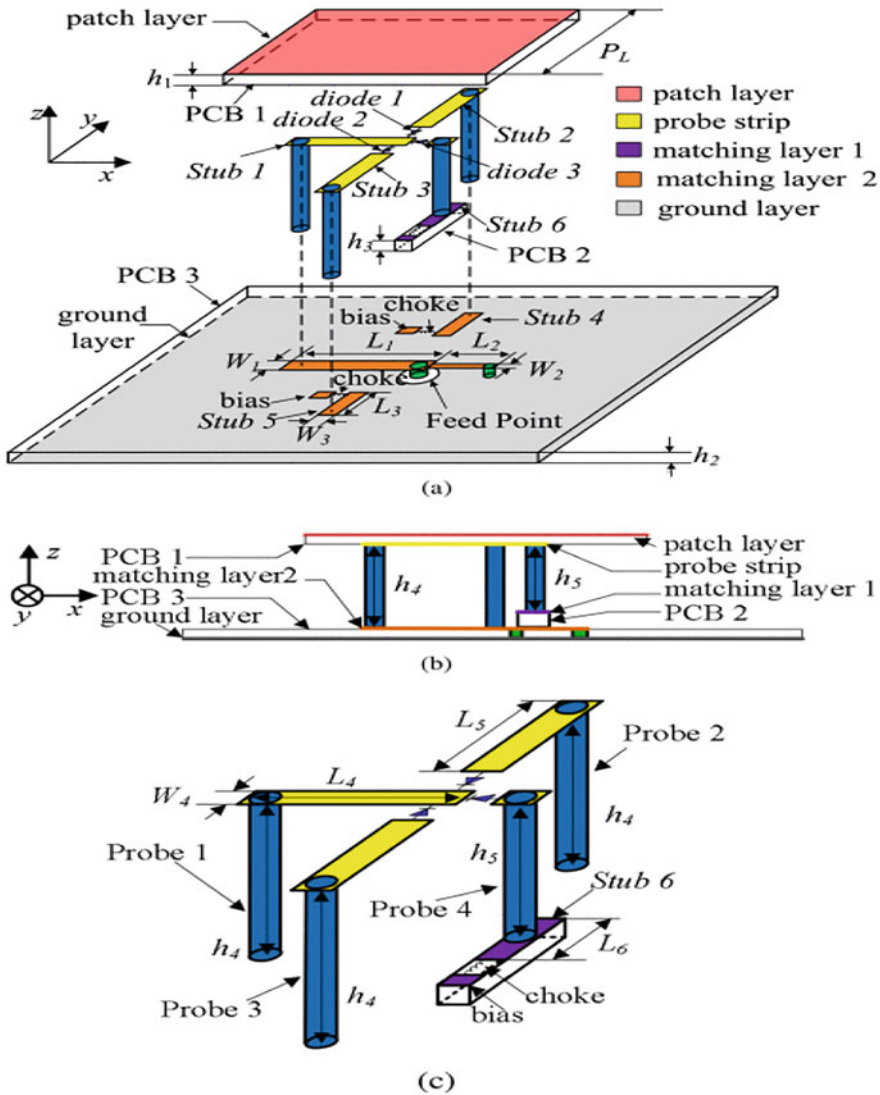 patch layer
P_L
h1
PCB 1
diode 1
diode 2
Stub 2
Stub 1
Stub 3
diode 3
Stub 6
h3
PCB 2
z
y
x
patch layer
probe strip
matching layer 1
matching layer 2
ground layer
PCB 3
ground layer
choke
bias
Stub 4
L1
L2
W1
W2
choke
bias
L3
Stub 5
W3
Feed Point
h2
(a)
z
y
x
PCB 1
matching layer2
PCB 3
ground layer
h4
h5
patch layer
probe strip
matching layer 1
PCB 2
(b)
L5
Probe 2
L4
W4
h4
Probe 1
h5
Probe 4
Stub 6
h4
L6
Probe 3
h4
choke
bias
(c)